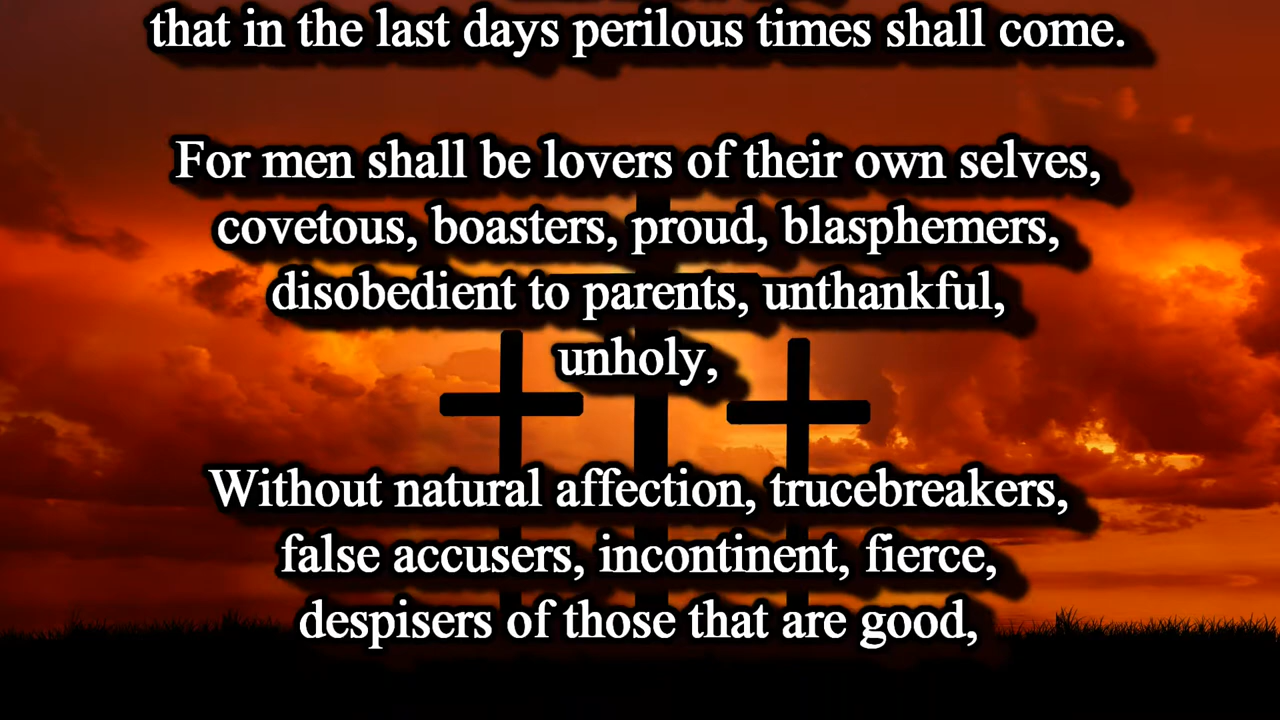 that in the last days perilous times shall come.
For men shall be lovers of their own selves,
covetous, boasters, proud, blasphemers,
disobedient to parents, unthankful,
unholy,
Without natural affection, trucebreakers,
false accusers, incontinent, fierce,
despisers of those that are good,